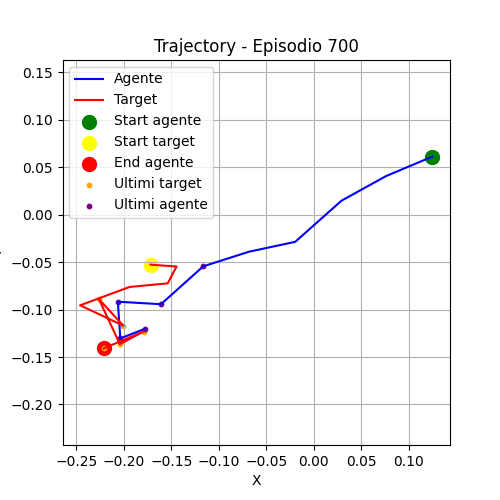 Trajectory - Episodio 700
Agente
Target
Start agente
Start target
End agente
Ultimi target
Ultimi agente
0.15
0.10
0.05
0.00
−0.05
−0.10
−0.15
−0.20
−0.25 −0.20 −0.15 −0.10 −0.05 0.00 0.05 0.10
X